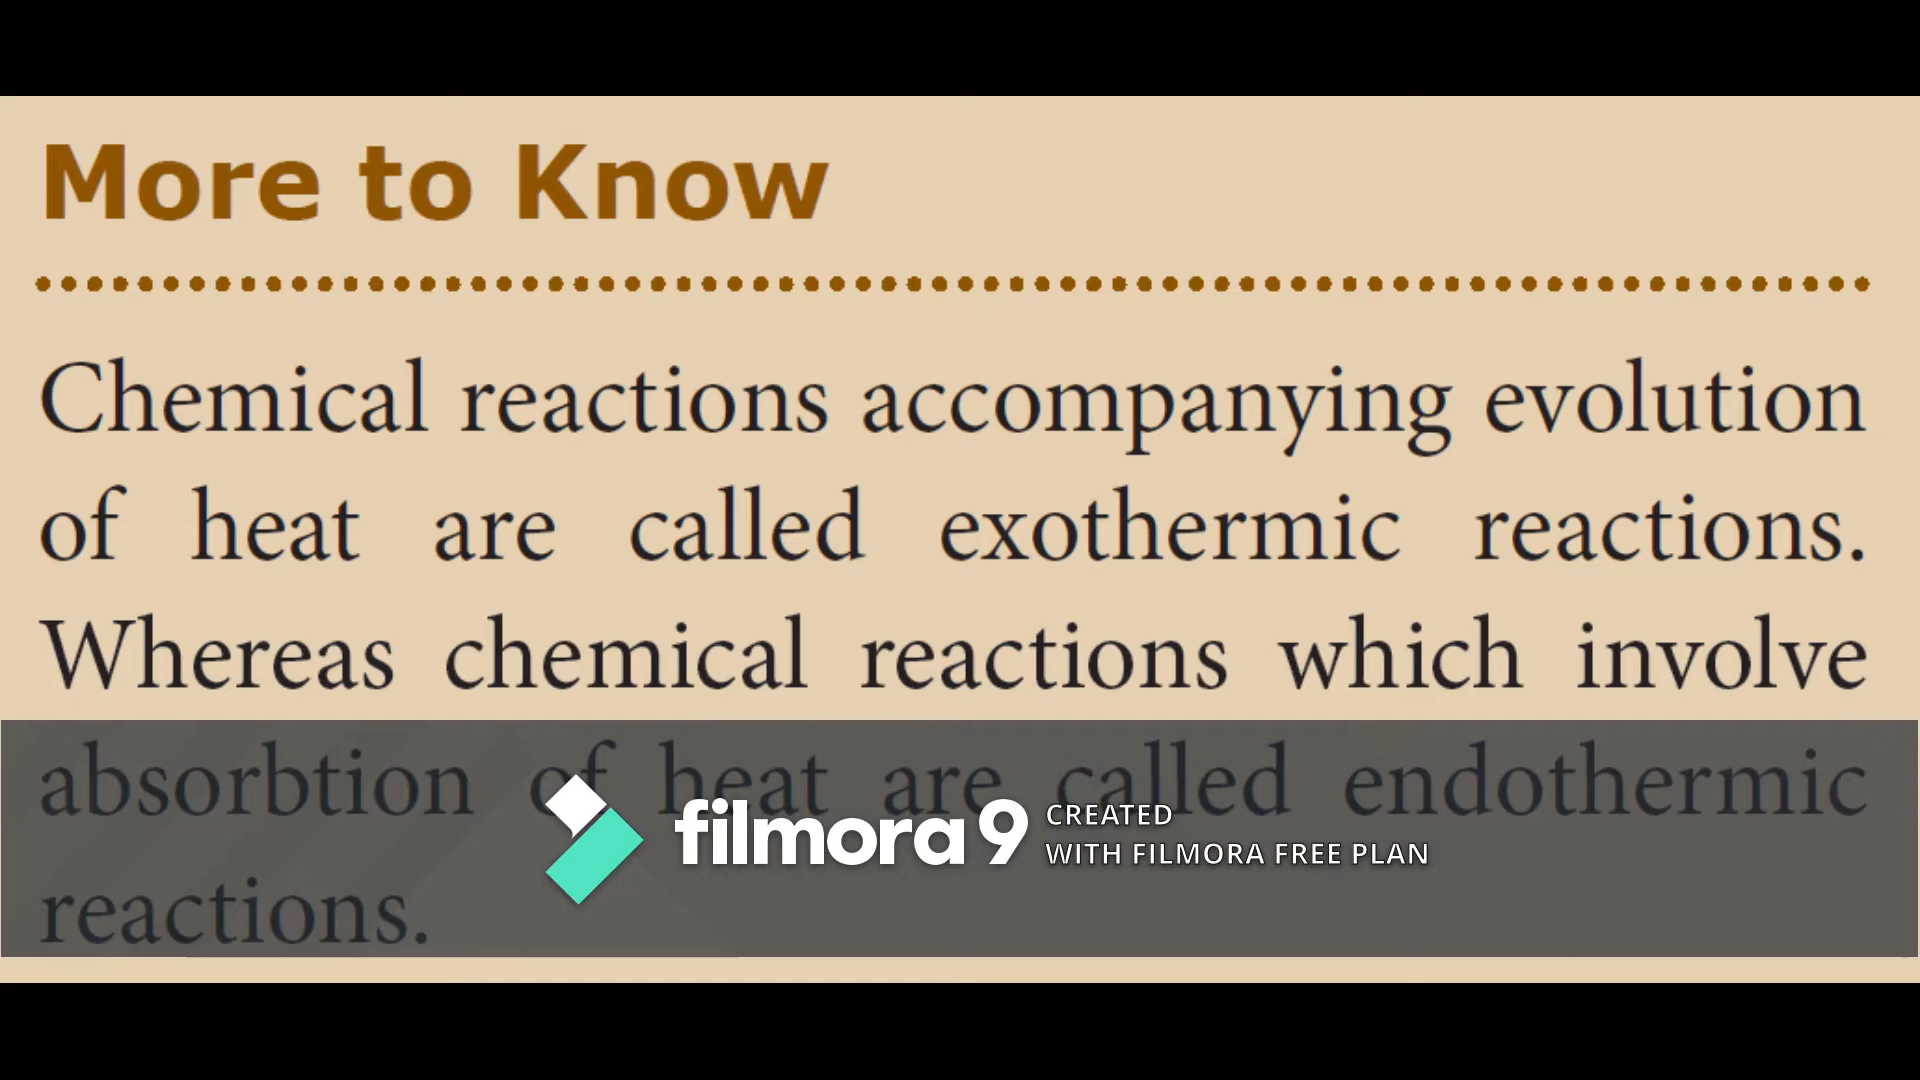 More to Know
Chemical reactions accompanying evolution
of heat are called exothermic reactions.
Whereas chemical reactions which involve
absorbtion of heat are called endothermic
filmora9 CREATED
WITH FILMORA FREE PLAN
reactions.